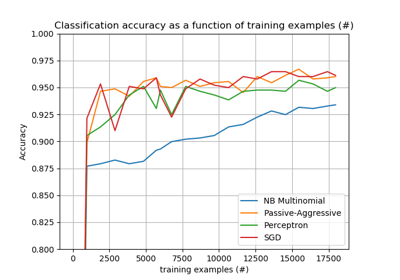 Classification accuracy as a function of training examples (#)
1.000
0.975
0.950
0.925
0.900
0.875
0.850
0.825
0.800
Accuracy
NB Multinomial
Passive-Aggressive
Perceptron
SGD
0 2500 5000 7500 10000 12500 15000 17500
training examples (#)